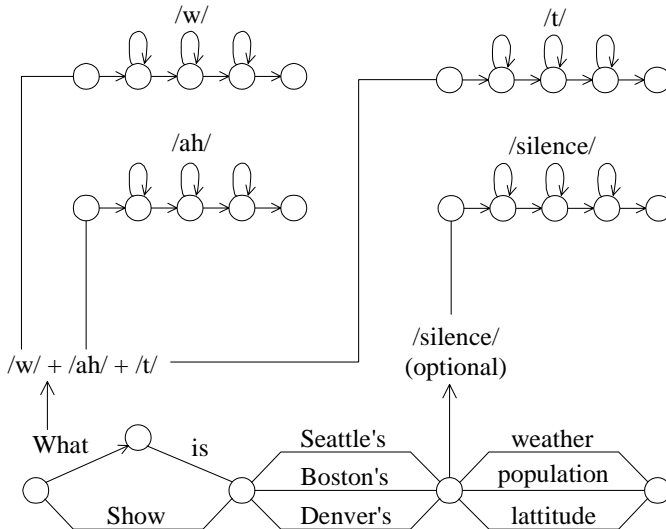 /w/
/t/
/ah/
/silence/
/w/ + /ah/ + /t/
/silence/
(optional)
What
is
Seattle's
weather
Boston's
population
Show
Denver's
lattitude